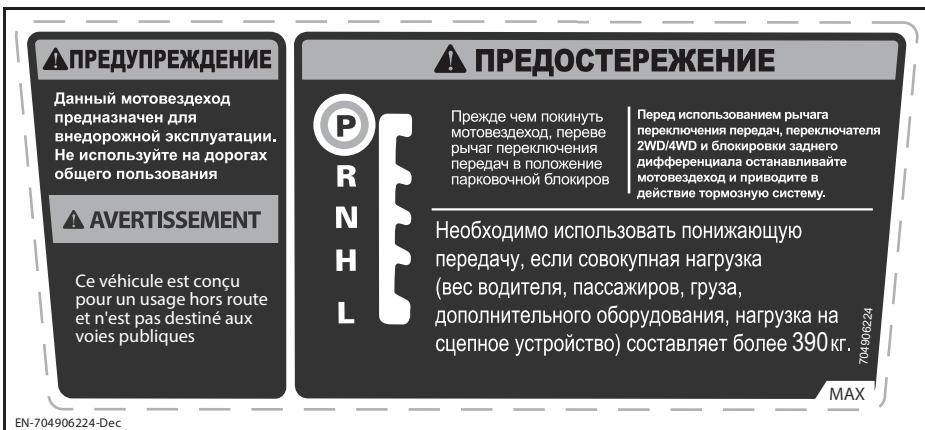 ПРЕДУПРЕЖДЕНИЕ
Данный мотовездеход
предназначен для
внедорожной эксплуатации.
Не используйте на дорогах
общего пользования
AVERTISSEMENT
Ce véhicule est conçu
pour un usage hors route
et n'est pas destiné aux
voies publiques
ПРЕДОСТЕРЕЖЕНИЕ
P
R
N
H
L
Прежде чем покинуть
мотовездеход, переве
рычаг переключения
передач в положение
парковочной блокиров
Перед использованием рычага
переключения передач, переключателя
2WD/4WD и блокировки заднего
дифференциала останавливайте
мотовездеход и приводите в
действие тормозную систему.
Необходимо использовать понижающую
передачу, если совокупная нагрузка
(вес водителя, пассажиров, груза,
дополнительного оборудования, нагрузка на
сцепное устройство) составляет более 390 кг.
704906224
MAX
EN-704906224-Dec